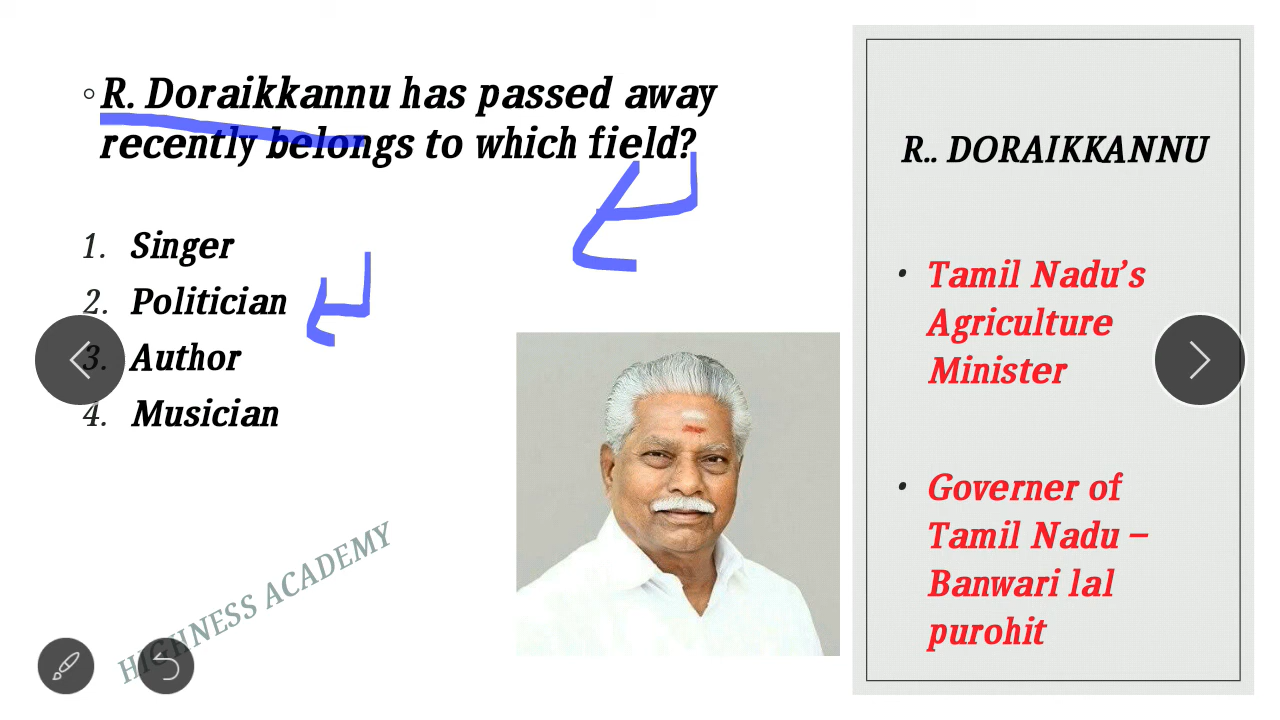 R. Doraikkannu has passed away
recently belongs to which field?
1. Singer
2. Politician
3. Author
4. Musician
HIGHNESS ACADEMY
R.. DORAIKKANNU
• Tamil Nadu's
Agriculture
Minister
• Governer of
Tamil Nadu –
Banwari lal
purohit